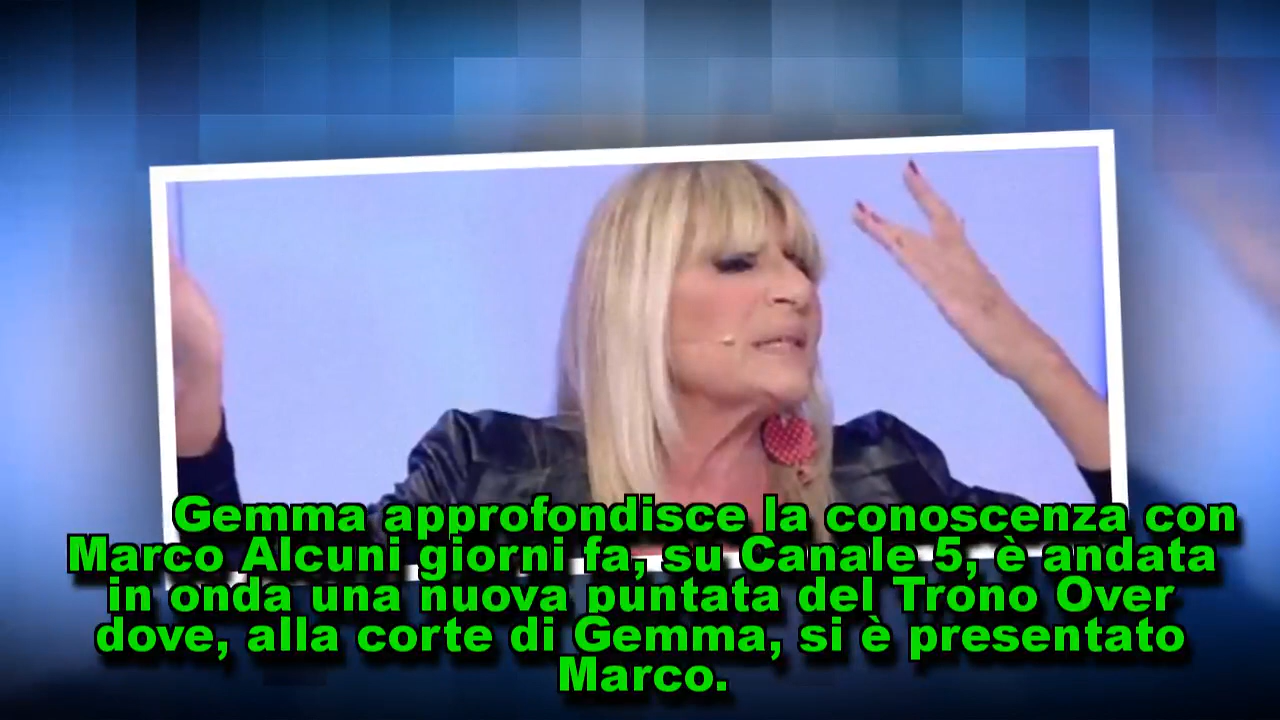 Gemma approfondisce la conoscenza con
Marco Alcuni giorni fa, su Canale 5, è andata
in onda una nuova puntata del Trono Over
dove, alla corte di Gemma, si è presentato
Marco.